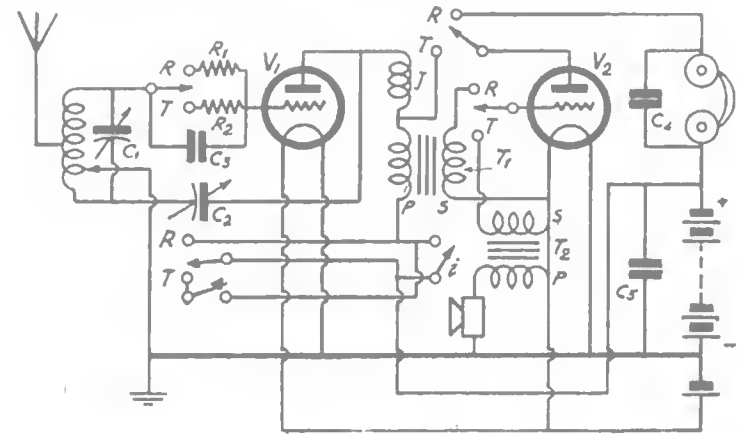 R
R₁
V₁
T
J
R
V₂
R
T
R₂
C₃
C₁
C₂
T
T₁
P
S
C₄
S
T₂
P
R
T
i
C₅
+
−